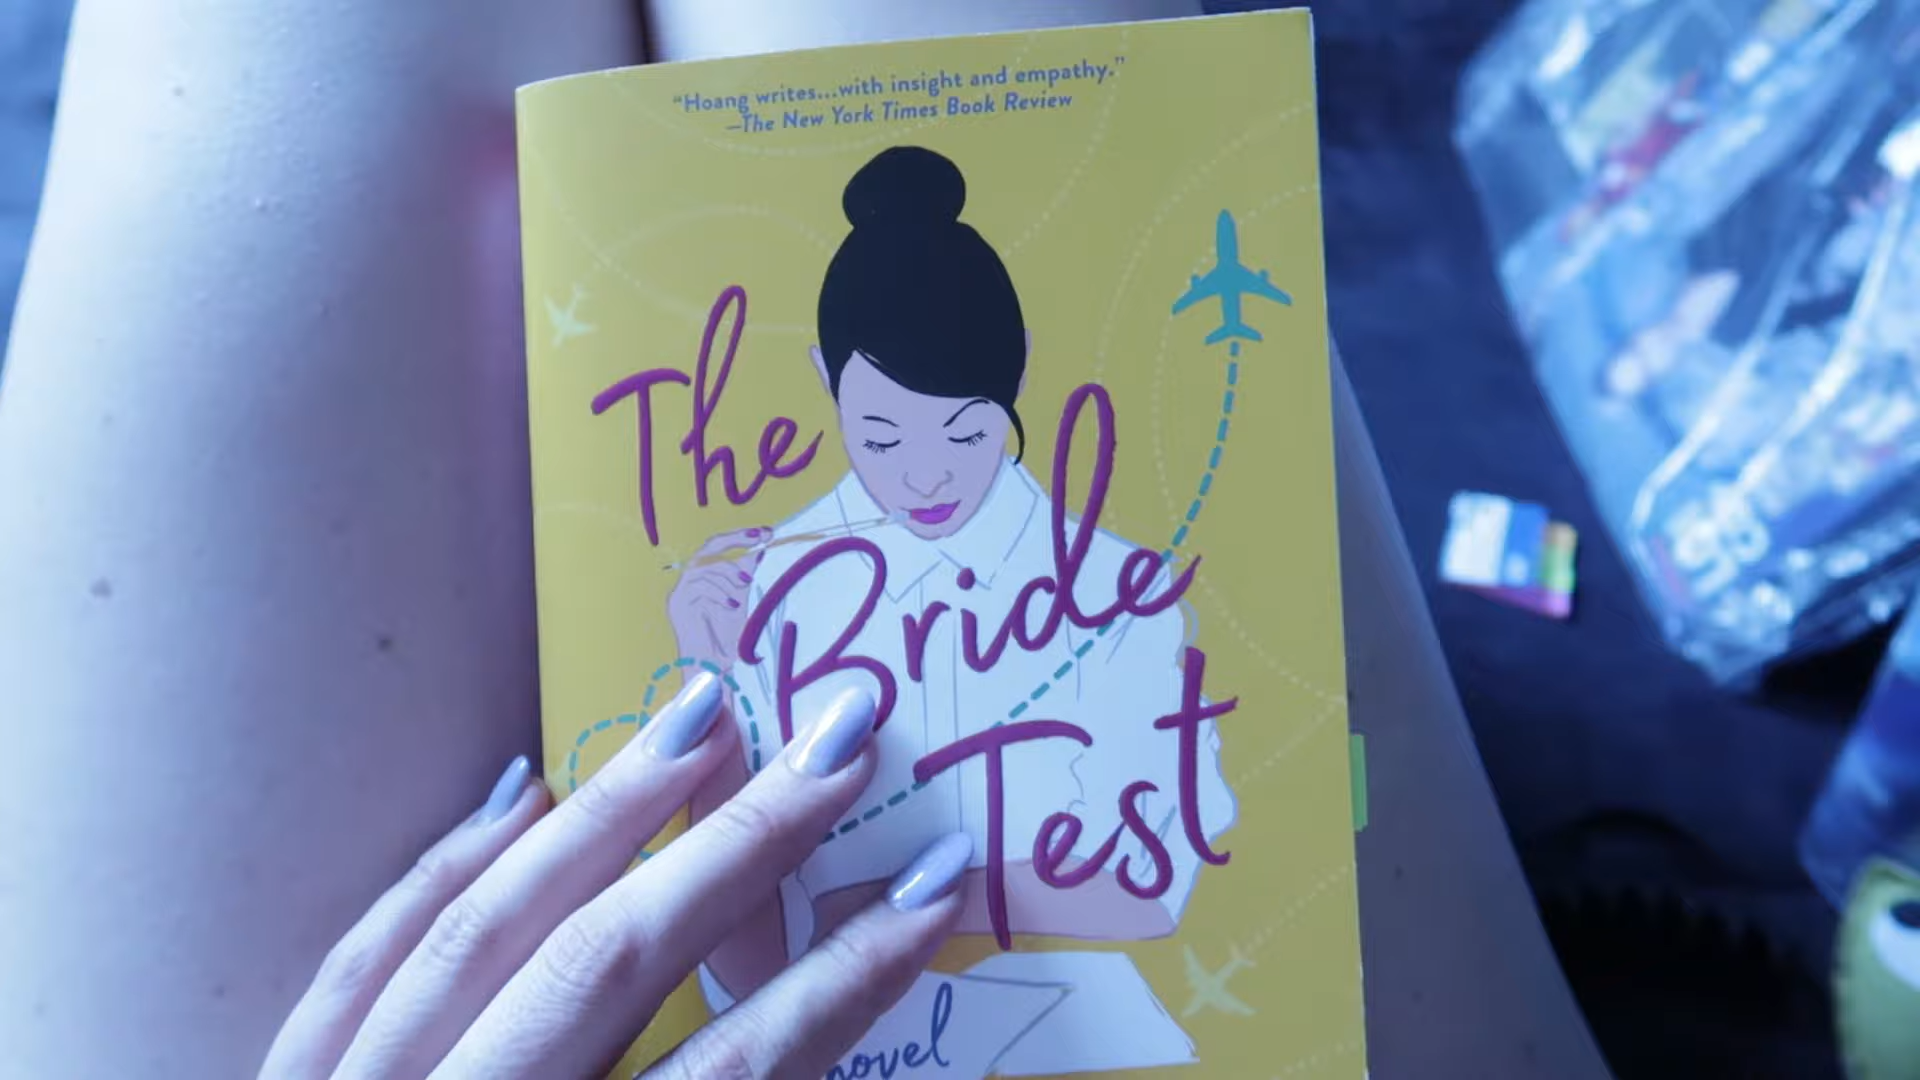 “Hoang writes...with insight and empathy.”
—The New York Times Book Review
The
Bride
Test
novel